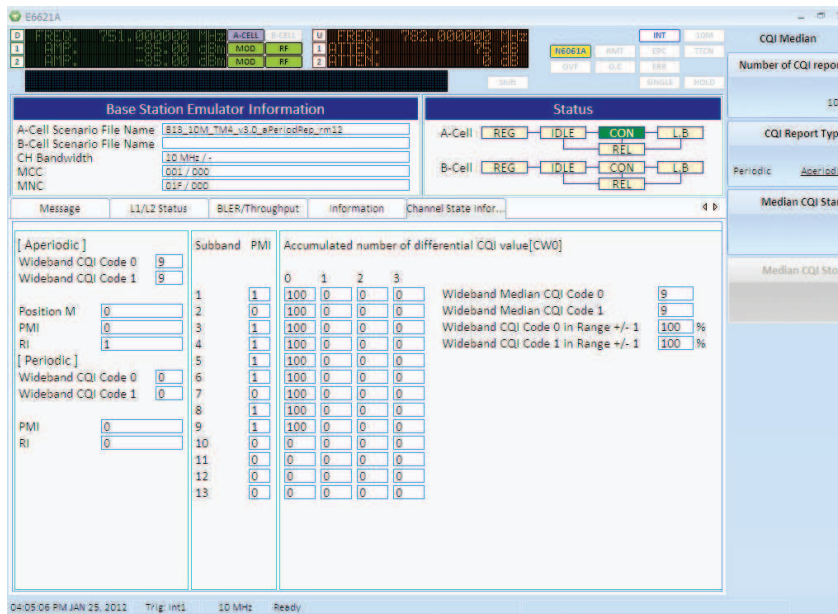 E6621A
D FREQ. 751.000000 MHz A-CELL B-CELL U FREQ. 782.000000 MHz INT 10M
1 AMP. -85.00 dBm MOD RF 1 ATTEN. 75 dB N6061A RMT EPC TTCN
2 AMP. -85.00 dBm MOD RF 2 0 dB OVF O.C ERR
Shift SINGLE HOLD
CQI Median
Number of CQI repor
10
CQI Report Typ
Periodic Aperiod
Median CQI Star
Median CQI Sto
Base Station Emulator Information
A-Cell Scenario File Name B13_10M_TM4_v3.0_aPeriodRep_rm12
B-Cell Scenario File Name
CH Bandwidth 10 MHz / -
MCC 001 / 000
MNC 01F / 000
Status
A-Cell REG IDLE CON L.B
REL
B-Cell REG IDLE CON L.B
REL
Message L1/L2 Status BLER/Throughput Information Channel State Infor...
[ Aperiodic ]
Wideband CQI Code 0 9
Wideband CQI Code 1 9
Position M 0
PMI 0
RI 1
[ Periodic ]
Wideband CQI Code 0 0
Wideband CQI Code 1 0
PMI 0
RI 0
Subband PMI Accumulated number of differential CQI value[CW0]
0 1 2 3
1 1 100 0 0 0
2 0 100 0 0 0
3 1 100 0 0 0
4 1 100 0 0 0
5 1 100 0 0 0
6 1 100 0 0 0
7 0 100 0 0 0
8 1 100 0 0 0
9 1 100 0 0 0
10 0 0 0 0 0
11 0 0 0 0 0
12 0 0 0 0 0
13 0 0 0 0 0
Wideband Median CQI Code 0 9
Wideband Median CQI Code 1 9
Wideband CQI Code 0 in Range +/- 1 100 %
Wideband CQI Code 1 in Range +/- 1 100 %
04:05:06 PM JAN 25, 2012 Trig: Int1 10 MHz Ready